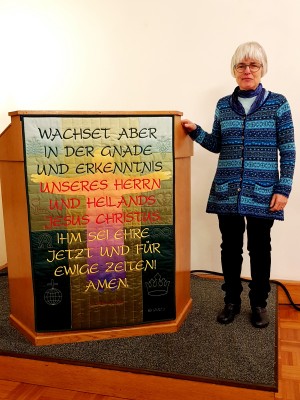 WACHSET ABER
IN DER GNADE
UND ERKENNTNIS
UNSERES HERRN
UND HEILANDS
JESUS CHRISTUS
IHM SEI EHRE
JETZT UND FÜR
EWIGE ZEITEN!
AMEN.